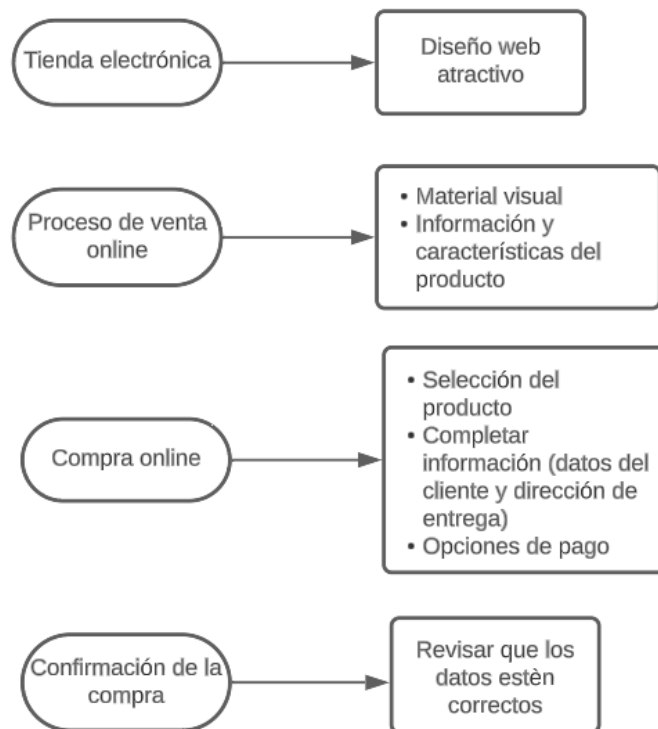 Tienda electrónica
Diseño web
atractivo
Proceso de venta
online
• Material visual
• Información y
características del
producto
Compra online
• Selección del
producto
• Completar
información (datos del
cliente y dirección de
entrega)
• Opciones de pago
Confirmación de la
compra
Revisar que los
datos estèn
correctos